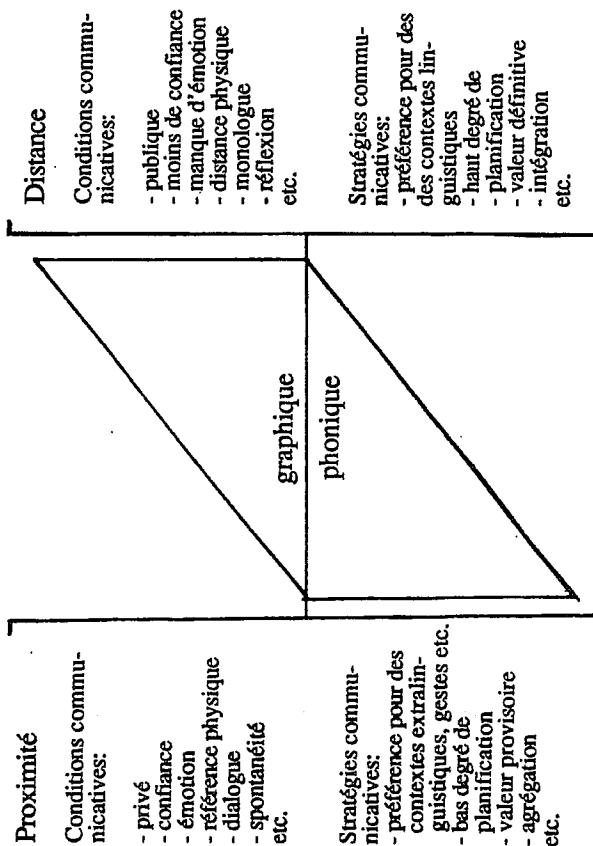 Proximité
Conditions commu-
nicatives:
- privé
- confiance
- émotion
- référence physique
- dialogue
- spontanéité
etc.
Stratégies commu-
nicatives:
- préférence pour des
contextes extralin-
guistiques, gestes etc.
- bas degré de
planification
- valeur provisoire
- agrégation
etc.
graphique
phonique
Distance
Conditions commu-
nicatives:
- publique
- moins de confiance
- manque d'émotion
- distance physique
- monologue
- réflexion
etc.
Stratégies commu-
nicatives:
- préférence pour des
des contextes lin-
guistiques
- haut degré de
- planification
- valeur définitive
- intégration
etc.